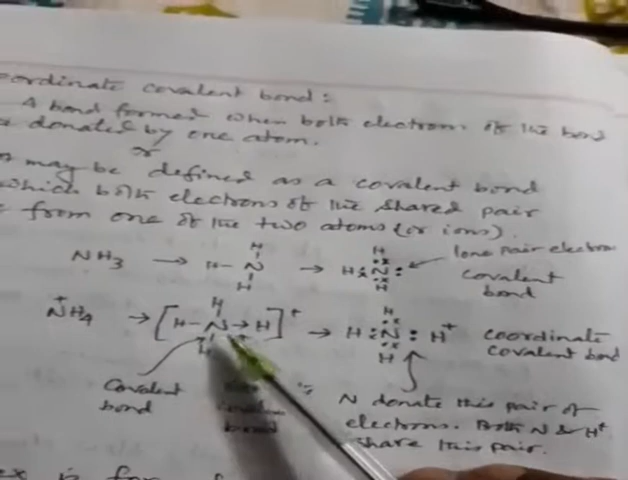 oordinate covalent bond:
A bond formed when both electrons of the bond
donated by one atom.
or
may be defined as a covalent bond
which both electrons of the shared pair
from one of the two atoms (or ions).
H H
NH3 → H-N → H:N: lone pair electron
H H covalent
bond
H H
N+H4 → [H-N→H]+ → H:N: H+ coordinate
H H covalent bond
Covalent
bond
N donate this pair of
electrons. Both N & H+
share this pair.